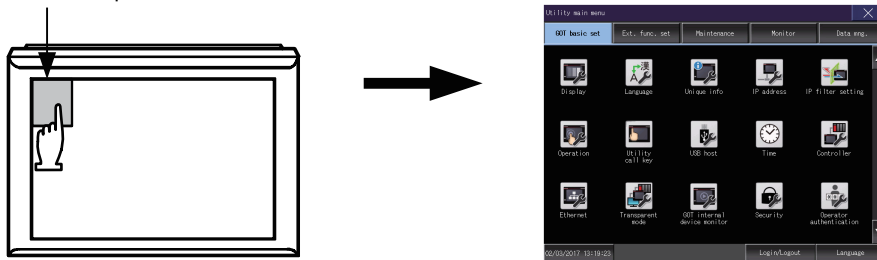 Utility main menu
GOT basic set Ext. func. set Maintenance Monitor Data mng.
Display Language Unique info IP address IP filter setting
Operation Utility call key USB host Time Controller
Ethernet Transparent mode GOT internal device monitor Security Operator authentication
02/03/2017 13:19:23 Login/Logout Language